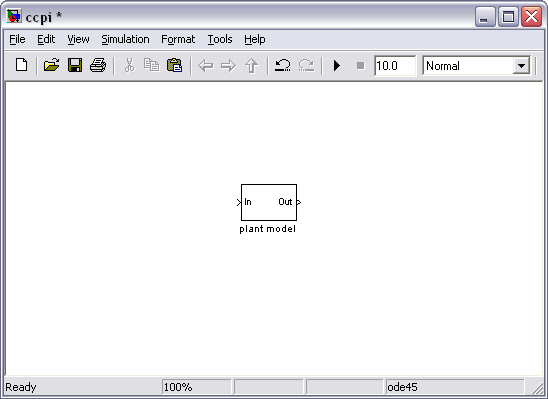 ccpi *
File Edit View Simulation Format Tools Help
10.0 Normal
In Out
plant model
Ready 100% ode45